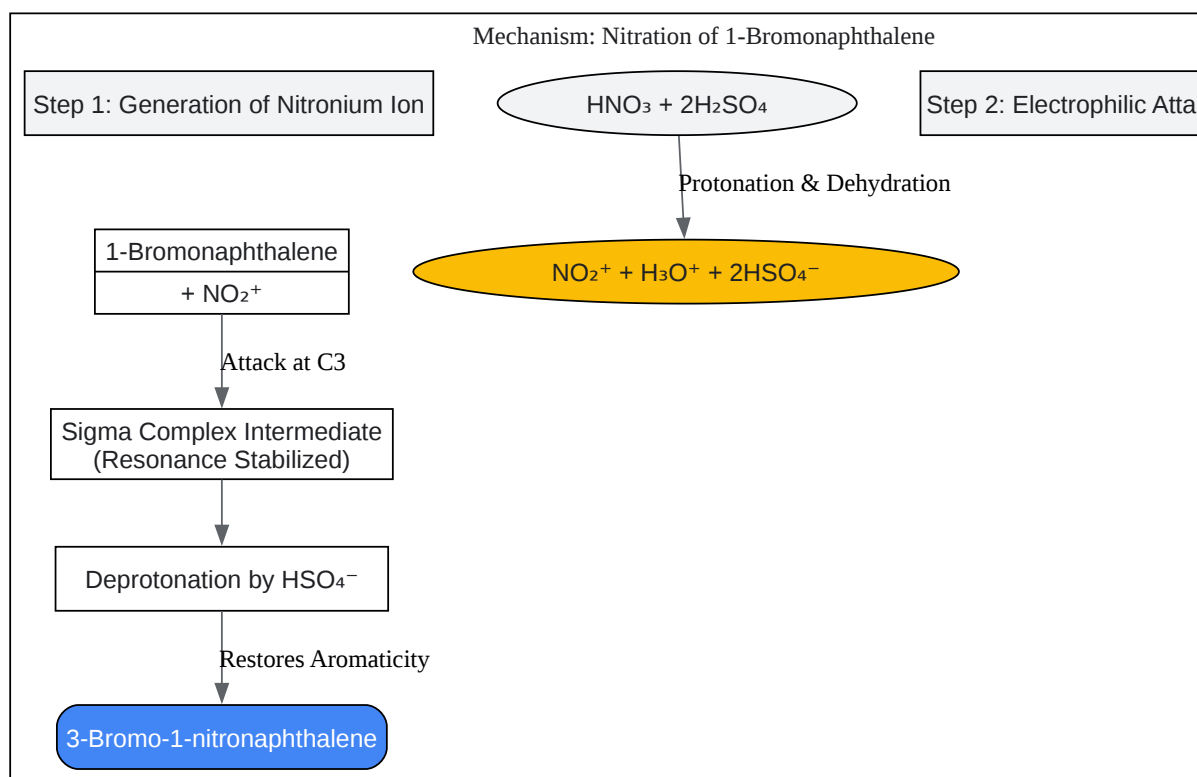 Mechanism: Nitration of 1-Bromonaphthalene
Step 1: Generation of Nitronium Ion
HNO₃ + 2H₂SO₄
Step 2: Electrophilic Atta
Protonation & Dehydration
1-Bromonaphthalene
+ NO₂⁺
NO₂⁺ + H₃O⁺ + 2HSO₄⁻
Attack at C3
Sigma Complex Intermediate
(Resonance Stabilized)
Deprotonation by HSO₄⁻
Restores Aromaticity
3-Bromo-1-nitronaphthalene